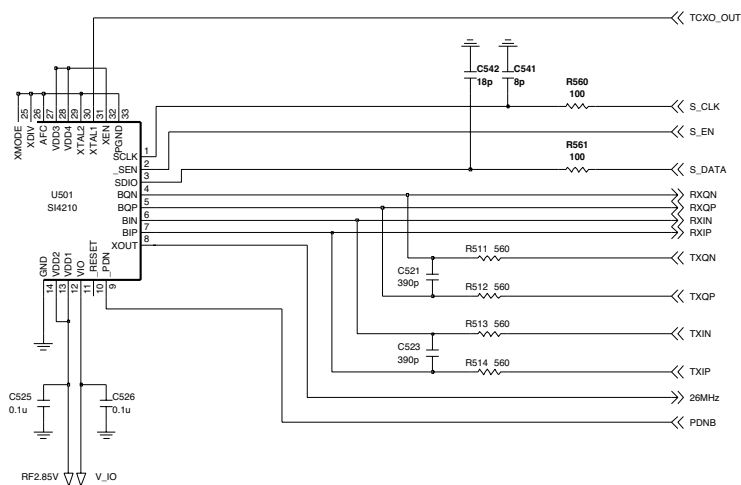 TCXO_OUT
C542
18p
C541
8p
R560
100
S_CLK
S_EN
R561
100
S_DATA
RXQN
RXQP
RXIN
RXIP
R511 560
TXQN
C521
390p
R512 560
TXQP
R513 560
TXIN
C523
390p
R514 560
TXIP
26MHz
PDNB
25 26 27 28 29 30 31 32 33
XMODE
XDIV
AFC
VDD3
VDD4
XTAL2
XTAL1
XEN
PGND
SCLK 1
_SEN 2
SDIO 3
BQN 4
BQP 5
BIN 6
BIP 7
XOUT 8
U501
SI4210
GND
VDD2
VDD1
VIO
_RESET
_PDN
14 13 12 11 10 9
C525
0.1u
C526
0.1u
RF2.85V
V_IO